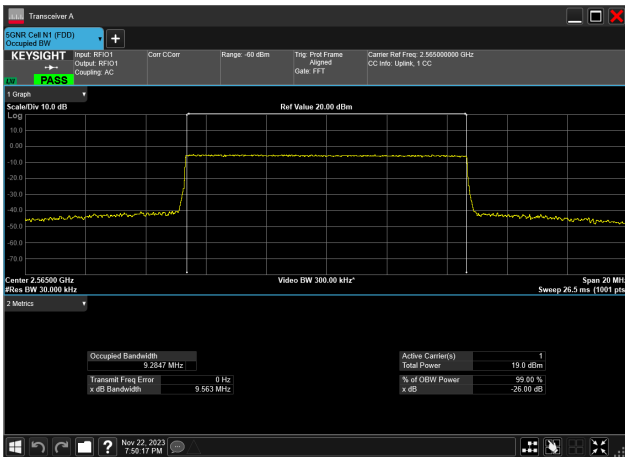 Transceiver A
5GNR Cell N1 (FDD)
Occupied BW
KEYSIGHT
LXI
PASS
Input: RFIO1
Output: RFIO1
Coupling: AC
Corr CCorr
Range: -60 dBm
Trig: Prot Frame
Aligned
Gate: FFT
Carrier Ref Freq: 2.565000000 GHz
CC Info: Uplink, 1 CC
1 Graph
Scale/Div 10.0 dB
Ref Value 20.00 dBm
Log
10.0
0.00
-10.0
-20.0
-30.0
-40.0
-50.0
-60.0
-70.0
Center 2.56500 GHz
Video BW 300.00 kHz*
Span 20 MHz
#Res BW 30.000 kHz
Sweep 26.5 ms (1001 pts
2 Metrics
Occupied Bandwidth
9.2847 MHz
Active Carrier(s) 1
Total Power 19.0 dBm
Transmit Freq Error 0 Hz
x dB Bandwidth 9.563 MHz
% of OBW Power 99.00 %
x dB -26.00 dB
Nov 22, 2023
7:50:17 PM